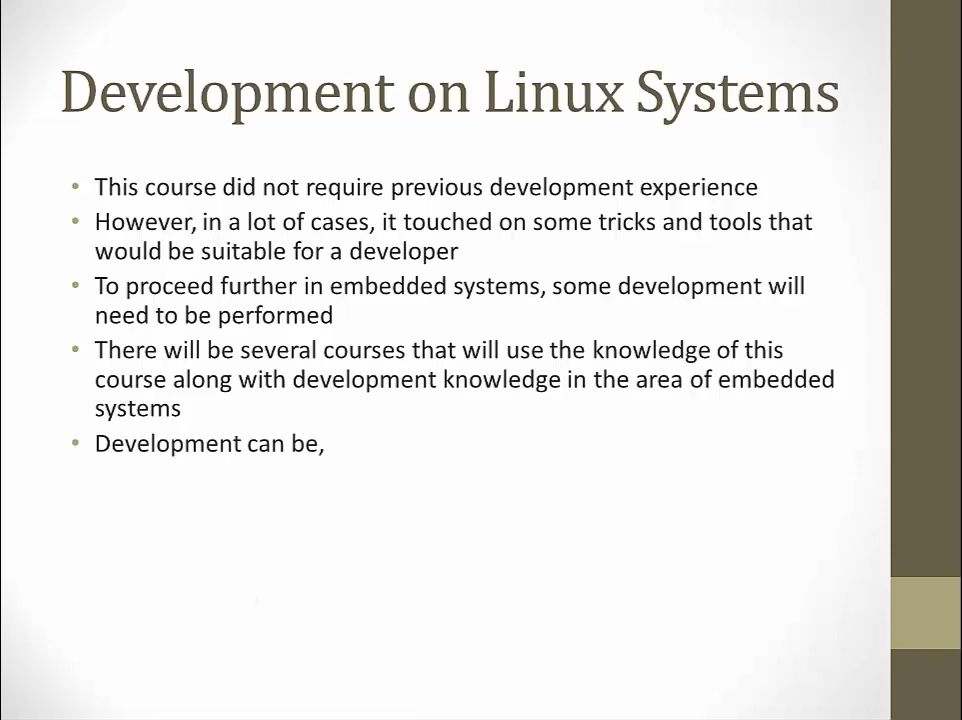 Development on Linux Systems
• This course did not require previous development experience
• However, in a lot of cases, it touched on some tricks and tools that
would be suitable for a developer
• To proceed further in embedded systems, some development will
need to be performed
• There will be several courses that will use the knowledge of this
course along with development knowledge in the area of embedded
systems
• Development can be,